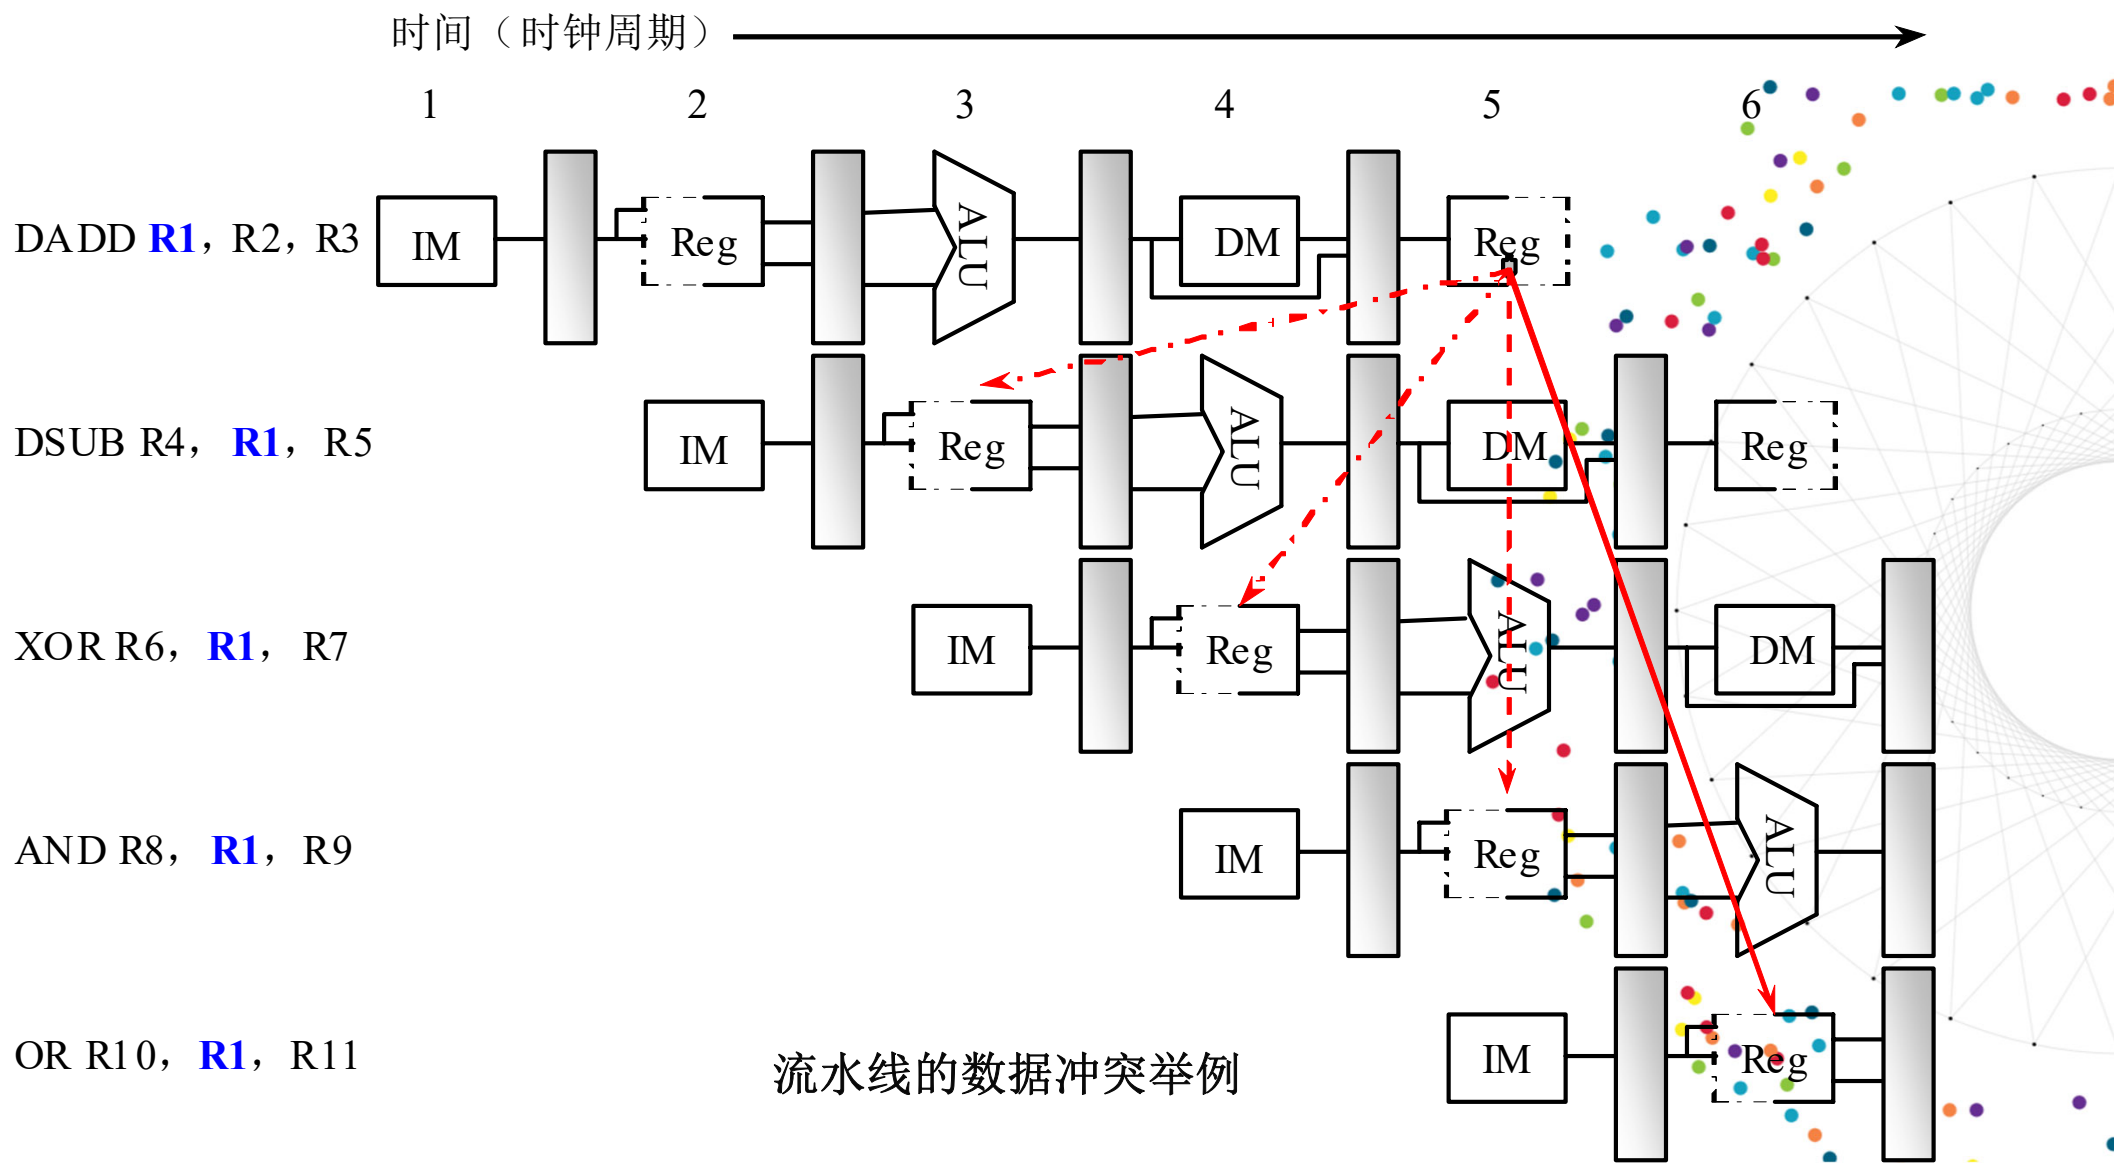 时间（时钟周期）
1 2 3 4 5 6
DADD R1，R2，R3 IM Reg ALU DM Reg
DSUB R4， R1， R5 IM Reg ALU DM Reg
XOR R6， R1， R7 IM Reg ALU DM
AND R8， R1， R9 IM Reg ALU
OR R10， R1， R11 IM Reg
流水线的数据冲突举例